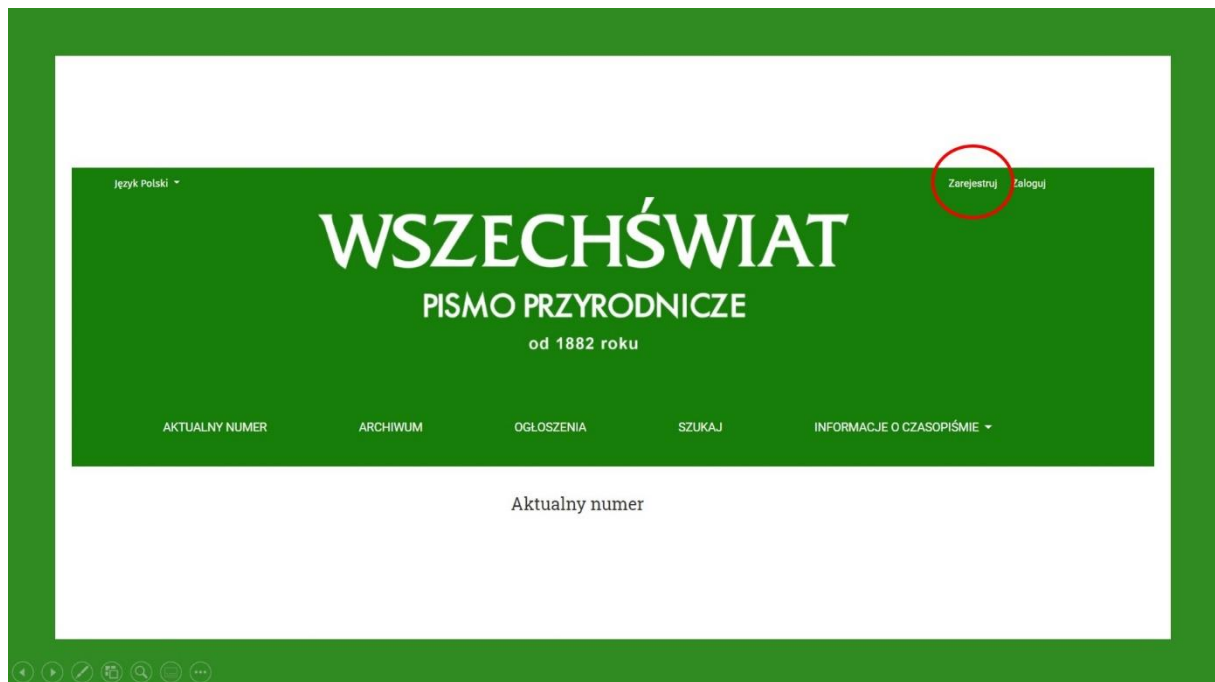 Język Polski
Zarejestruj Zaloguj
WSZECHŚWIAT
PISMO PRZYRODNICZE
od 1882 roku
AKTUALNY NUMER ARCHIWUM OGŁOSZENIA SZUKAJ INFORMACJE O CZASOPIŚMIE
Aktualny numer